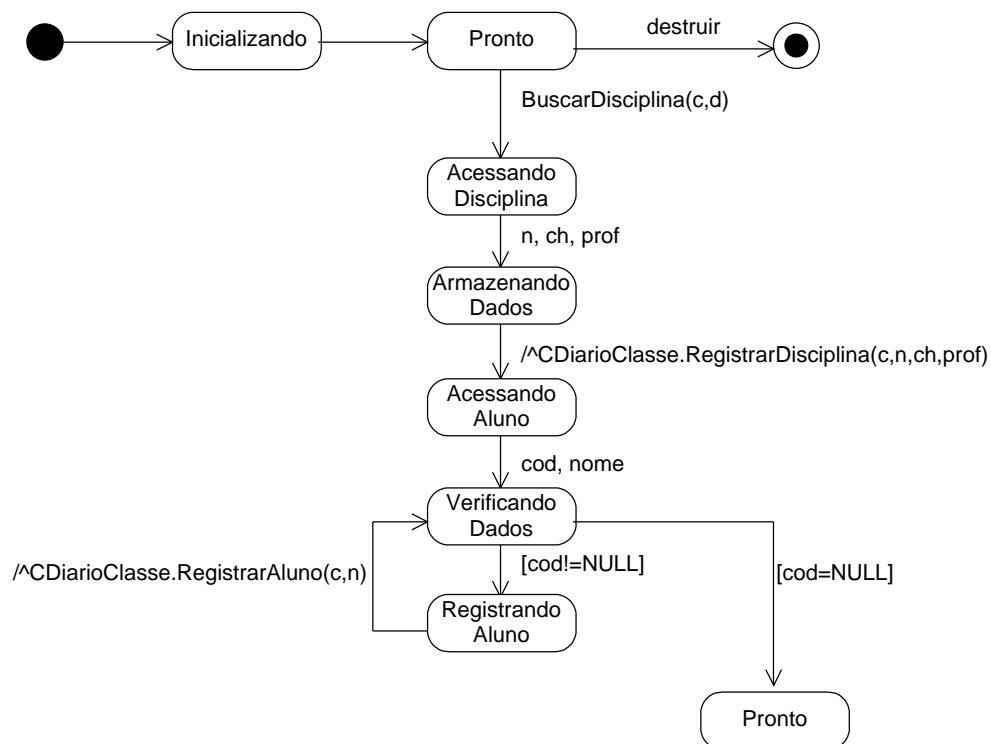 Inicializando
Pronto
destruir
BuscarDisciplina(c,d)
Acessando
Disciplina
n, ch, prof
Armazenando
Dados
/^CDiarioClasse.RegistrarDisciplina(c,n,ch,prof)
Acessando
Aluno
cod, nome
Verificando
Dados
/^CDiarioClasse.RegistrarAluno(c,n)
[cod!=NULL]
[cod=NULL]
Registrando
Aluno
Pronto